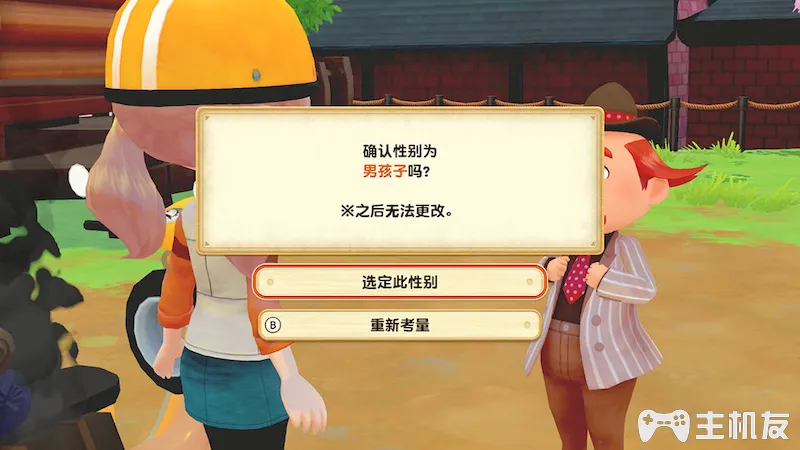 确认性别为
男孩子吗?
※之后无法更改。
选定此性别
B 重新考量
主机友